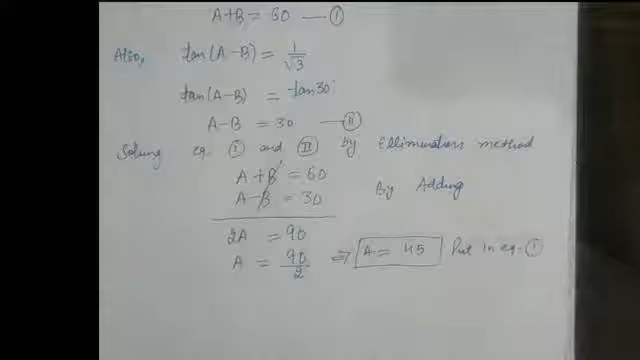 A+B = 60 — I
Also, tan(A-B) = 1/√3
tan(A-B) = tan30°
A-B = 30 — II
Solving eq. I and II By Ellimination method
A+B = 60
A-B = 30 By Adding
2A = 90
A = 90/2 ⇒ A = 45 Put in eq. I